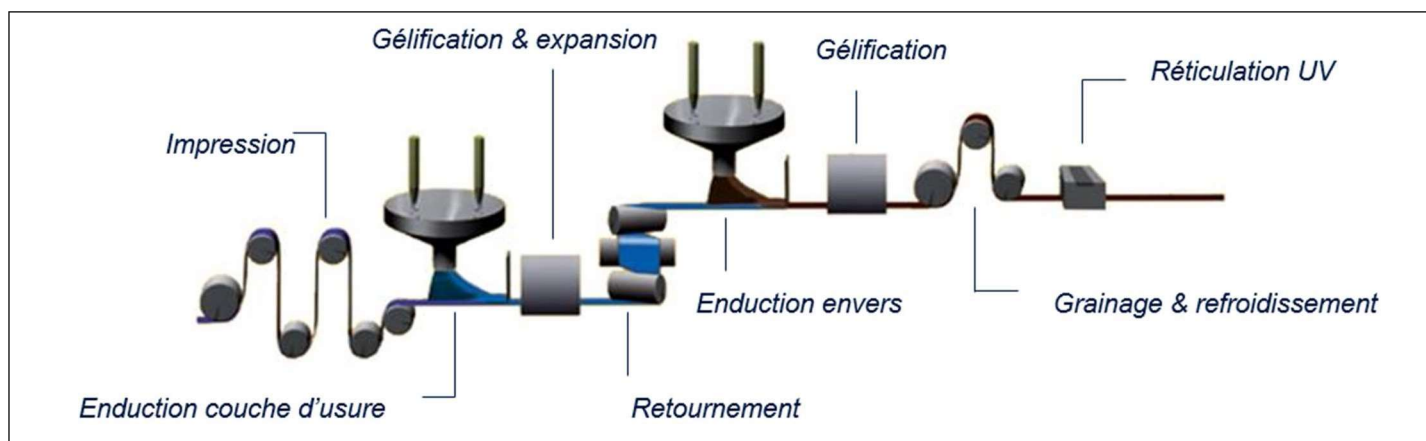 Gélification & expansion
Gélification
Réticulation UV
Impression
Enduction envers
Grainage & refroidissement
Enduction couche d'usure
Retournement